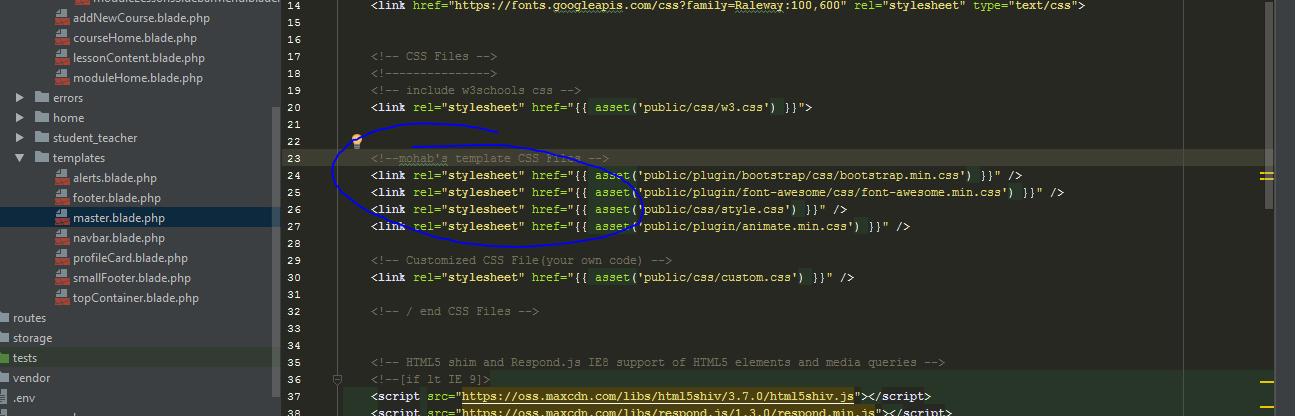 addNewCourse.blade.php
courseHome.blade.php
lessonContent.blade.php
moduleHome.blade.php
errors
home
student_teacher
templates
alerts.blade.php
footer.blade.php
master.blade.php
navbar.blade.php
profileCard.blade.php
smallFooter.blade.php
topContainer.blade.php
routes
storage
tests
vendor
.env
14 <link href="https://fonts.googleapis.com/css?family=Raleway:100,600" rel="stylesheet" type="text/css">
15
16
17 <!-- CSS Files -->
18 <!---------------->
19 <!-- include w3schools css -->
20 <link rel="stylesheet" href="{{ asset('public/css/w3.css') }}">
21
22
23 <!--mohab's template CSS Files -->
24 <link rel="stylesheet" href="{{ asset('public/plugin/bootstrap/css/bootstrap.min.css') }}" />
25 <link rel="stylesheet" href="{{ asset('public/plugin/font-awesome/css/font-awesome.min.css') }}" />
26 <link rel="stylesheet" href="{{ asset('public/css/style.css') }}" />
27 <link rel="stylesheet" href="{{ asset('public/plugin/animate.min.css') }}" />
28
29 <!-- Customized CSS File(your own code) -->
30 <link rel="stylesheet" href="{{ asset('public/css/custom.css') }}" />
31
32 <!-- / end CSS Files -->
33
34
35 <!-- HTML5 shim and Respond.js IE8 support of HTML5 elements and media queries -->
36 <!--[if lt IE 9]>
37 <script src="https://oss.maxcdn.com/libs/html5shiv/3.7.0/html5shiv.js"></script>
38 <script src="https://oss.maxcdn.com/libs/respond.js/1.3.0/respond.min.js"></script>